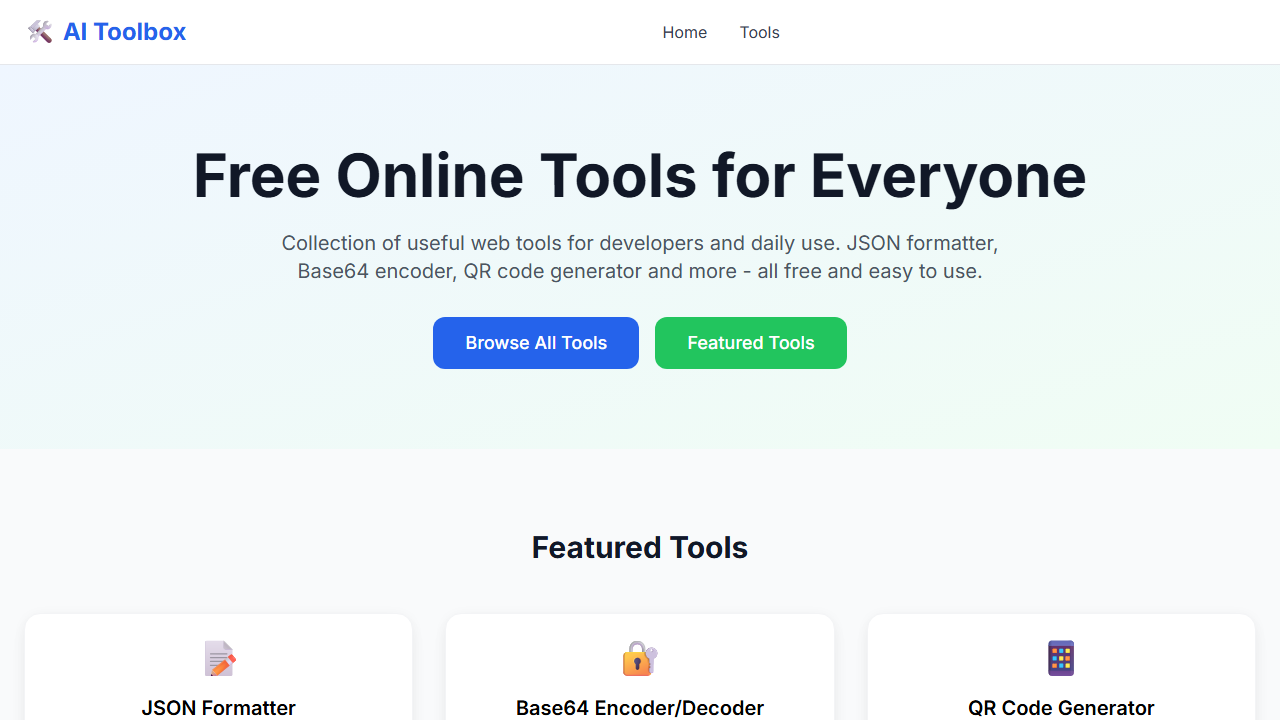 AI Toolbox
Home
Tools
Free Online Tools for Everyone
Collection of useful web tools for developers and daily use. JSON formatter,
Base64 encoder, QR code generator and more - all free and easy to use.
Browse All Tools
Featured Tools
Featured Tools
JSON Formatter
Base64 Encoder/Decoder
QR Code Generator